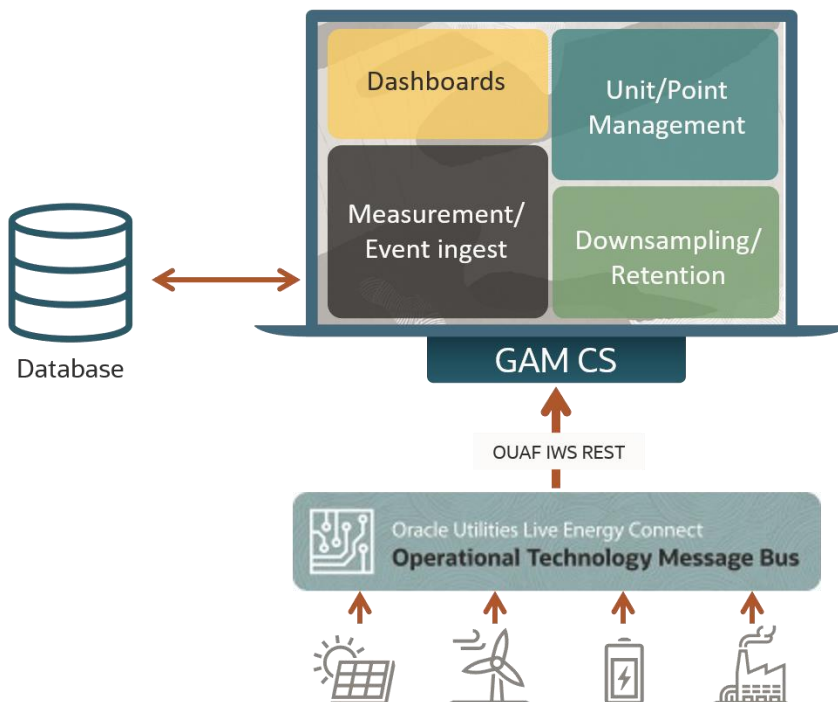 Dashboards
Unit/Point
Management
Measurement/
Event ingest
Downsampling/
Retention
Database
GAM CS
OUAF IWS REST
Oracle Utilities Live Energy Connect
Operational Technology Message Bus